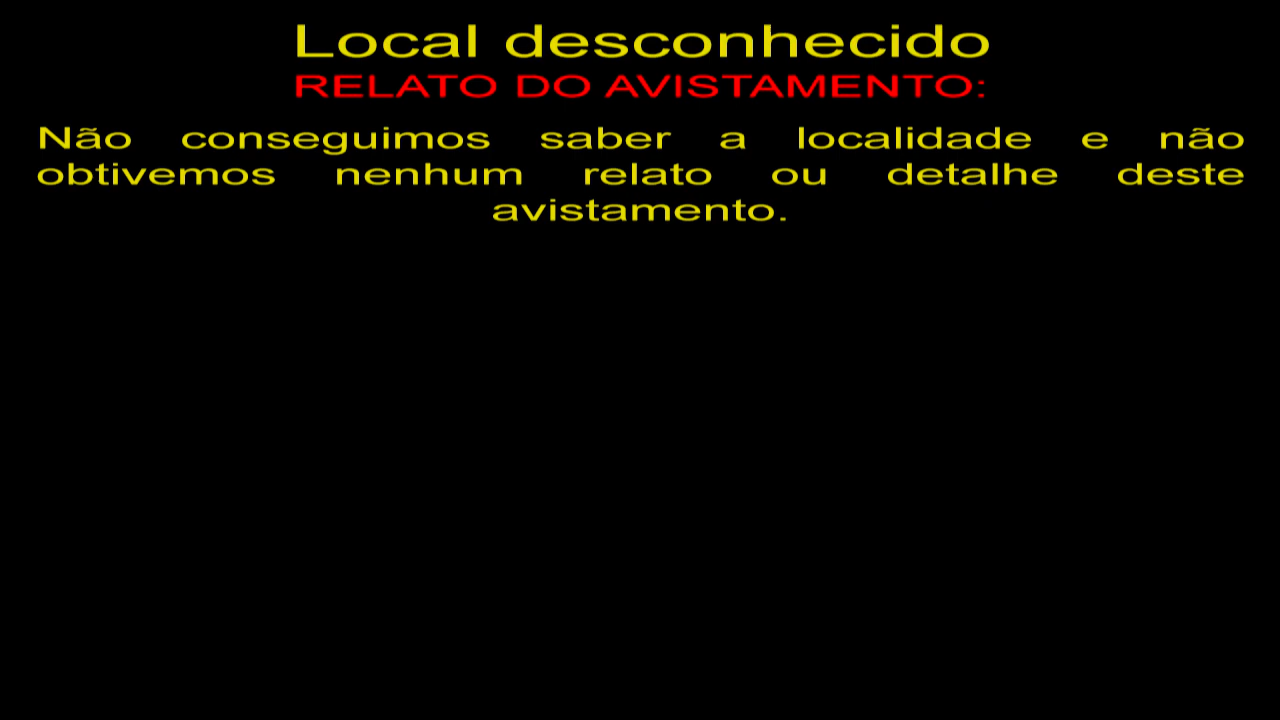 Local desconhecido
RELATO DO AVISTAMENTO:
Não conseguimos saber a localidade e não
obtivemos nenhum relato ou detalhe deste
avistamento.